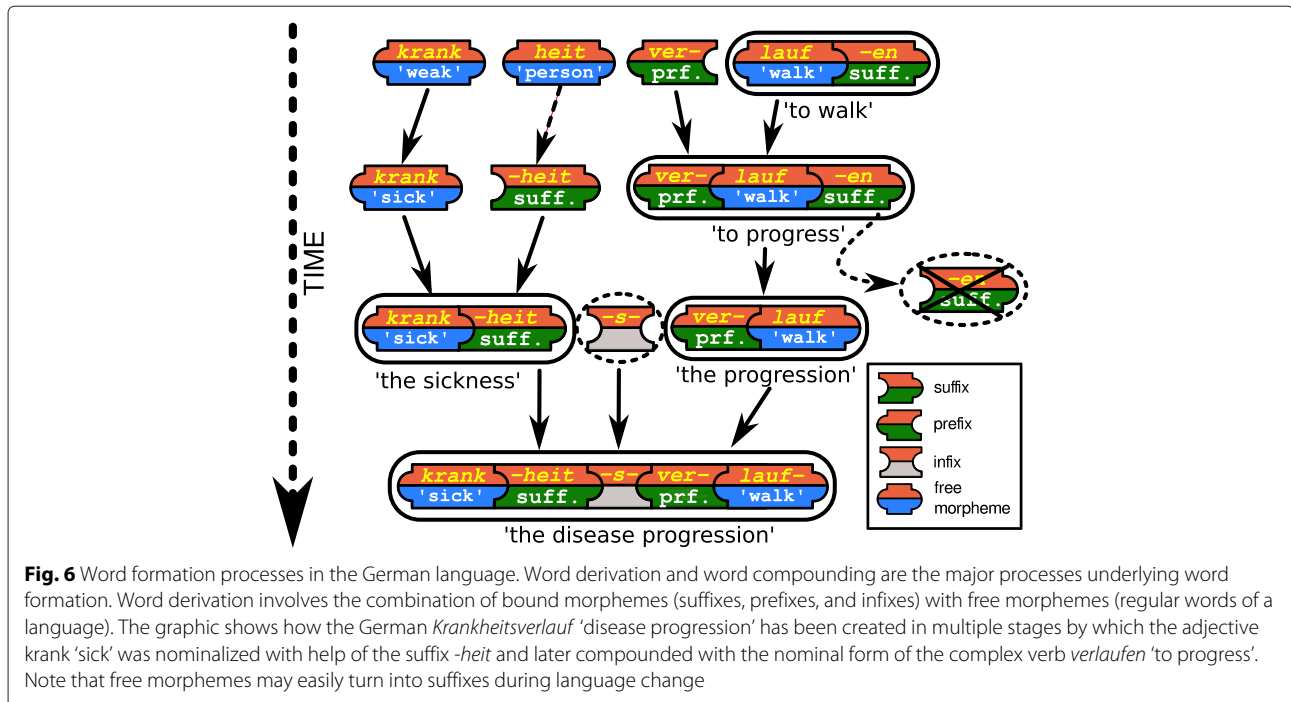 krank heit ver- lauf -en
'weak' 'person' prf. 'walk' suff.
'to walk'
krank -heit ver- lauf -en
'sick' suff. prf. 'walk' suff.
'to progress'
TIME
-en
suff.
krank -heit -s- ver- lauf
'sick' suff. prf. 'walk'
'the sickness' 'the progression'
suffix
prefix
infix
free
morpheme
krank -heit -s- ver- lauf-
'sick' suff. prf. 'walk'
'the disease progression'
Fig. 6 Word formation processes in the German language. Word derivation and word compounding are the major processes underlying word
formation. Word derivation involves the combination of bound morphemes (suffixes, prefixes, and infixes) with free morphemes (regular words of a
language). The graphic shows how the German Krankheitsverlauf 'disease progression' has been created in multiple stages by which the adjective
krank 'sick' was nominalized with help of the suffix -heit and later compounded with the nominal form of the complex verb verlaufen 'to progress'.
Note that free morphemes may easily turn into suffixes during language change